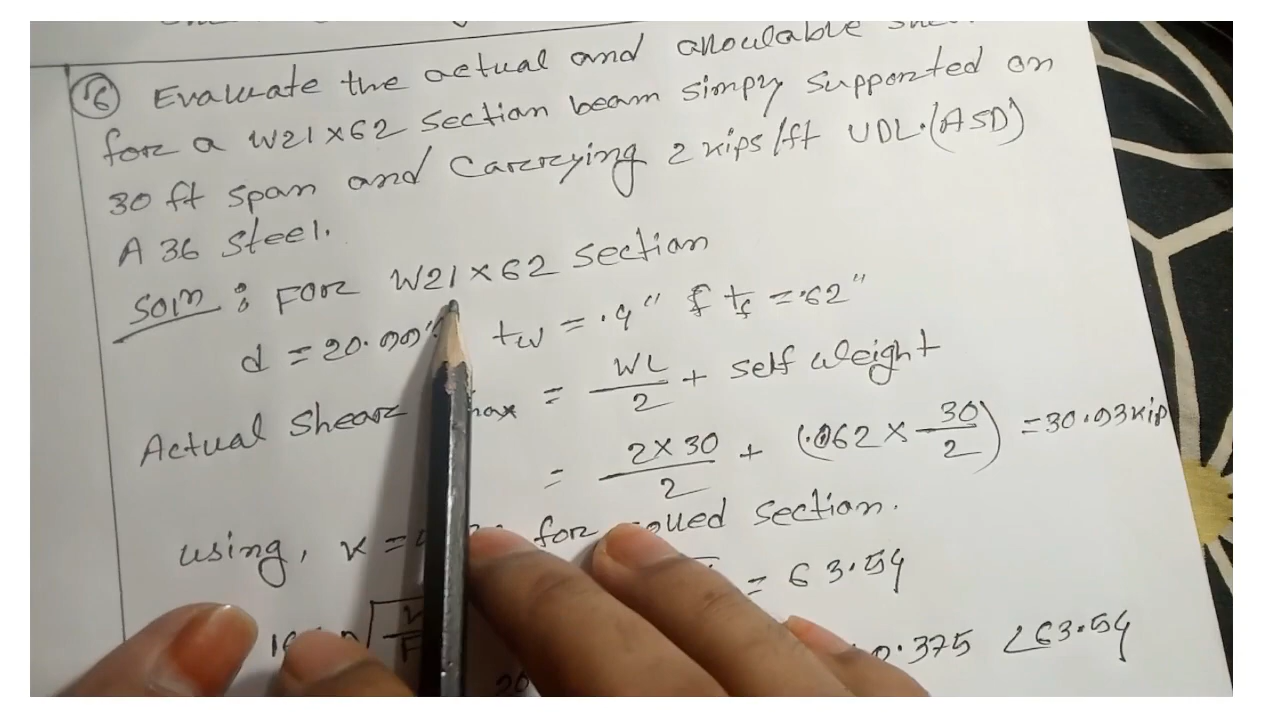 16 Evaluate the actual and allowable
for a W21×62 section beam simply supported on
30 ft span and Carrying 2 kips/ft UDL.(ASD)
A 36 steel.
Soln : For W21×62 section
d = 20.99" tw = .4" & tf = .62"
Actual Shear max = WL/2 + self weight
= 2×30/2 + (.062 × 30/2) = 30.93 kip
using, for section.
= 63.54
.375 < 63.54